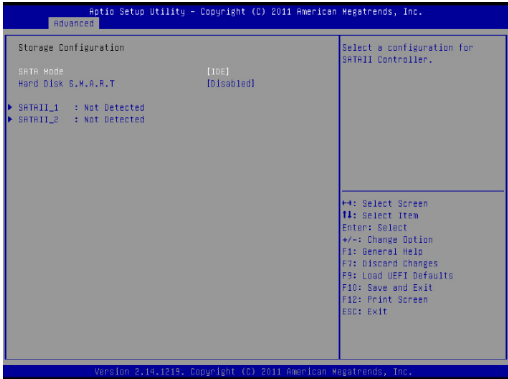 Aptio Setup Utility - Copyright (C) 2011 American Megatrends, Inc.
Advanced
Storage Configuration
SATA Mode [IDE]
Hard Disk S.M.A.R.T [Disabled]
SATAII_1 : Not Detected
SATAII_2 : Not Detected
Select a configuration for
SATAII Controller.
→←: Select Screen
↑↓: Select Item
Enter: Select
+/-: Change Option
F1: General Help
F7: Discard Changes
F9: Load UEFI Defaults
F10: Save and Exit
F12: Print Screen
ESC: Exit
Version 2.14.1219. Copyright (C) 2011 American Megatrends, Inc.